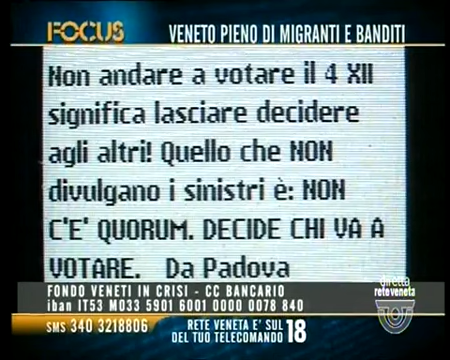 FOCUS
VENETO PIENO DI MIGRANTI E BANDITI
Non andare a votare il 4 XII
significa lasciare decidere
agli altri! Quello che NON
divulgano i sinistri è: NON
C'E' QUORUM. DECIDE CHI VA A
VOTARE. Da Padova
diretta
reteveneta
FONDO VENETI IN CRISI - CC BANCARIO
iban IT53 M033 5901 6001 0000 0078 840
SMS 340 3218806
RETE VENETA E' SUL
DEL TUO TELECOMANDO 18